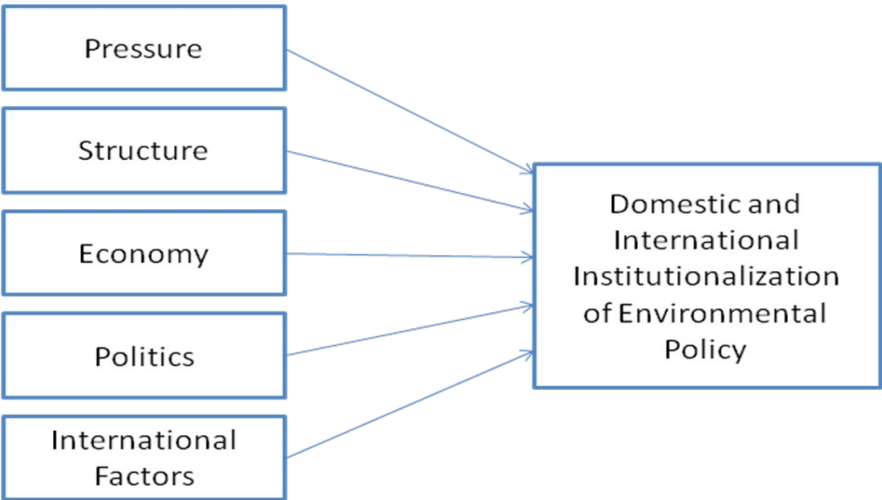 Pressure
Structure
Economy
Politics
International
Factors
Domestic and
International
Institutionalization
of Environmental
Policy